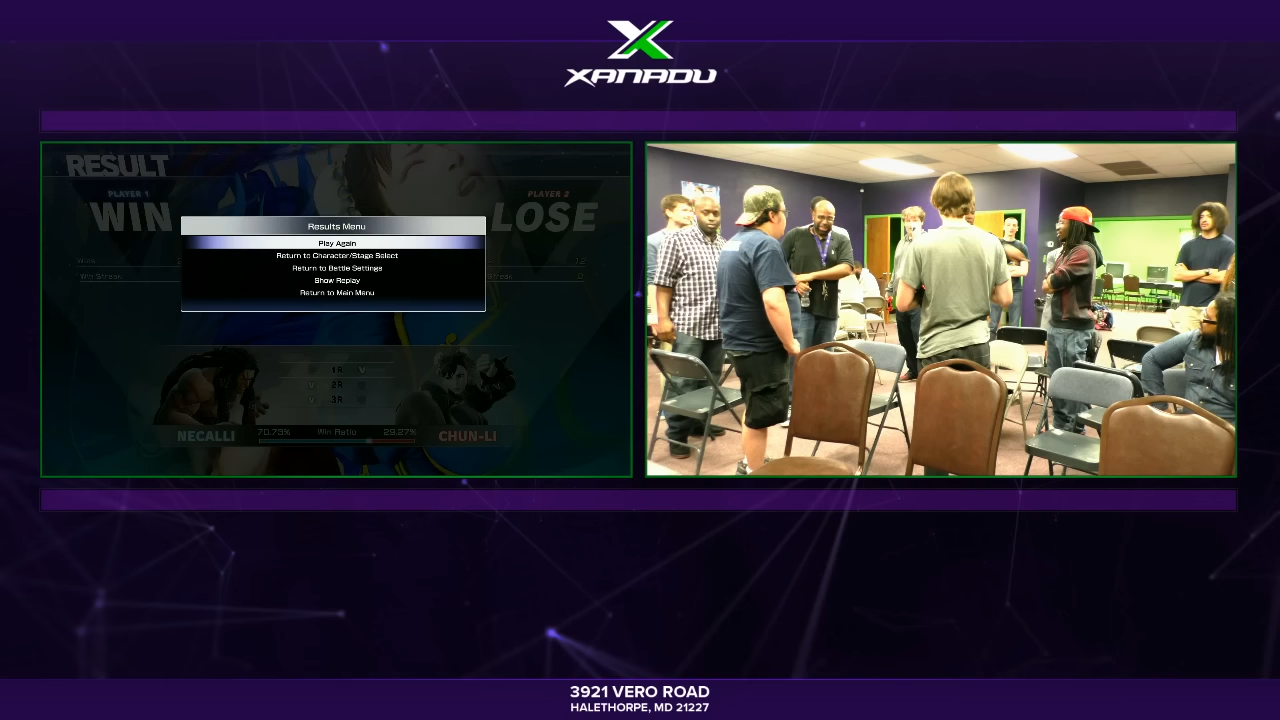 XANADU
RESULT
PLAYER 1
WIN
PLAYER 2
LOSE
Results Menu
Play Again
Return to Character/Stage Select
Return to Battle Settings
Show Replay
Return to Main Menu
Wins
12
Win Streak
Streak
0
1R V
V 2R
V 3R
NECALLI
70.73%
Win Ratio
29.27%
CHUN-LI
3921 VERO ROAD
HALETHORPE, MD 21227